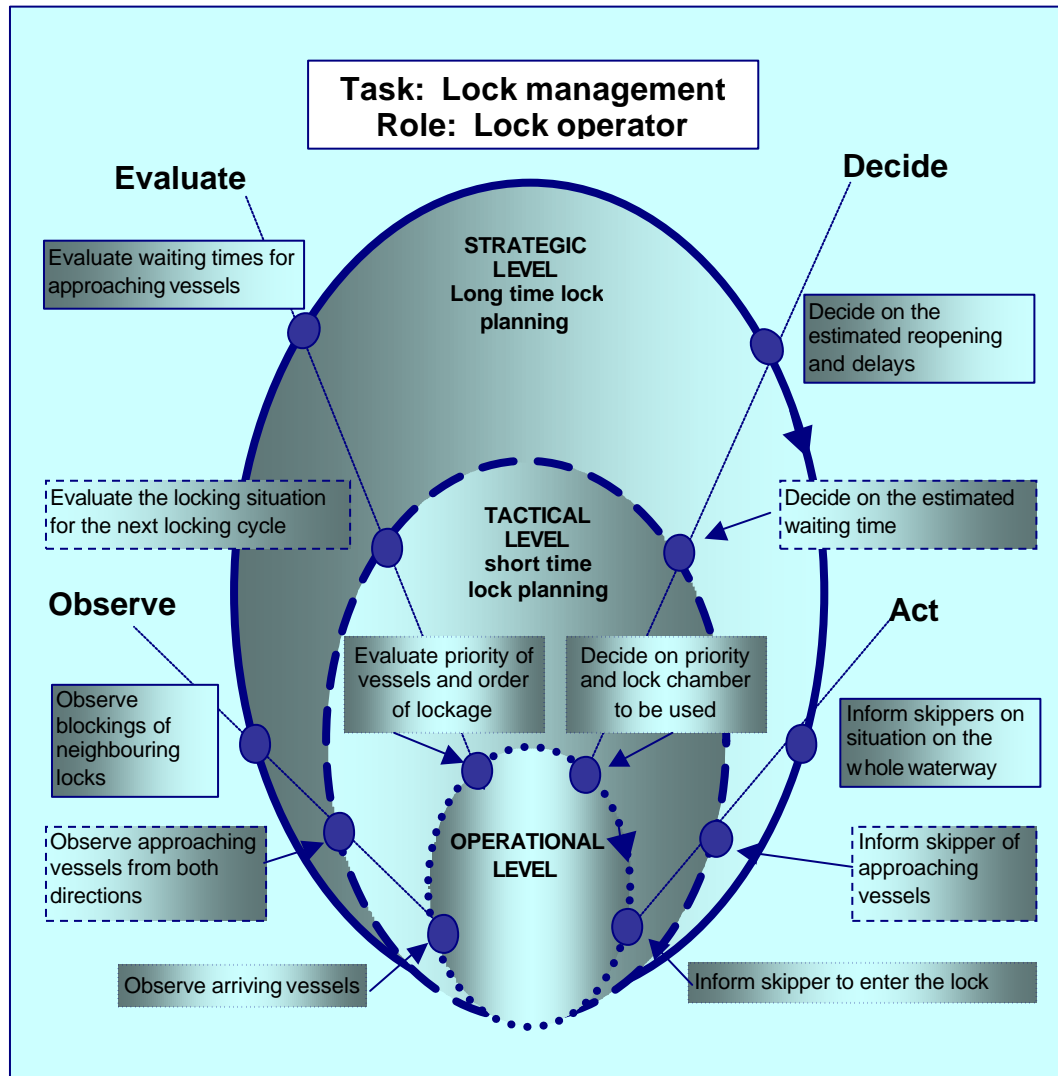 Task: Lock management
Role: Lock operator
Evaluate
Decide
STRATEGIC
LEVEL
Long time lock
planning
Evaluate waiting times for
approaching vessels
Decide on the
estimated reopening
and delays
Evaluate the locking situation
for the next locking cycle
TACTICAL
LEVEL
short time
lock planning
Decide on the estimated
waiting time
Observe
Act
Evaluate priority of
vessels and order
of lockage
Decide on priority
and lock chamber
to be used
Observe
blockings of
neighbouring
locks
Inform skippers on
situation on the
whole waterway
Observe approaching
vessels from both
directions
OPERATIONAL
LEVEL
Inform skipper of
approaching
vessels
Observe arriving vessels
Inform skipper to enter the lock